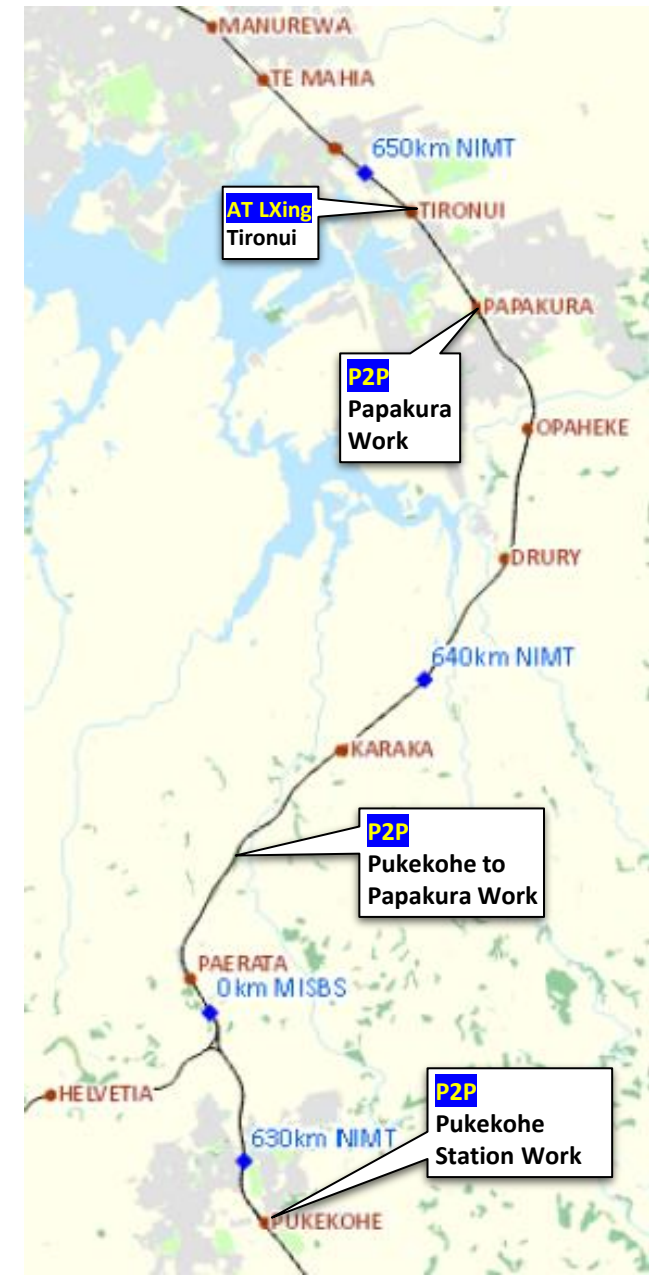 MANUREWA
TE MAHIA
650km NIMT
AT LXing
Tironui
TIRONUI
PAPAKURA
P2P
Papakura
Work
OPAHEKE
DRURY
640km NIMT
KARAKA
P2P
Pukekohe to
Papakura Work
PAERATA
0km MISBS
HELVETIA
P2P
Pukekohe
Station Work
630km NIMT
PUKEKOHE